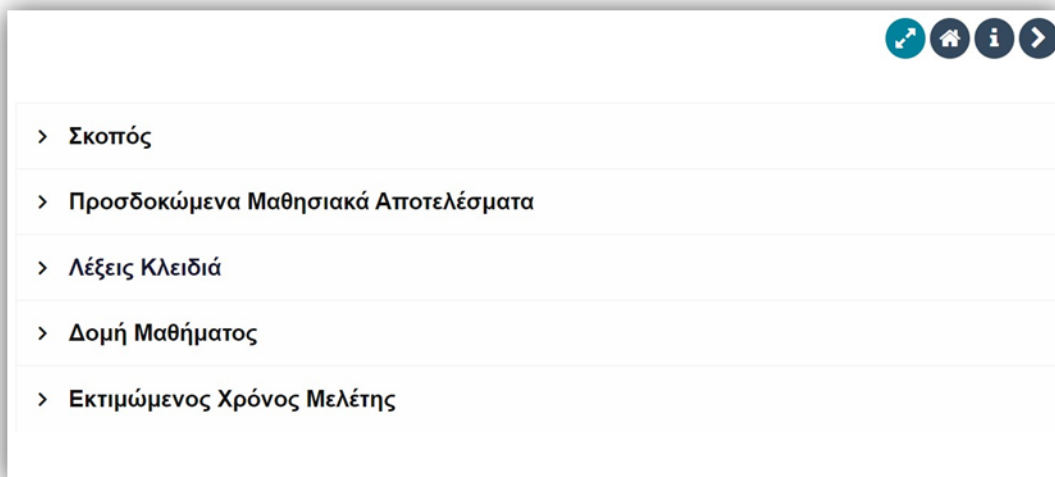 Σκοπός
Προσδοκώμενα Μαθησιακά Αποτελέσματα
Λέξεις Κλειδιά
Δομή Μαθήματος
Εκτιμώμενος Χρόνος Μελέτης